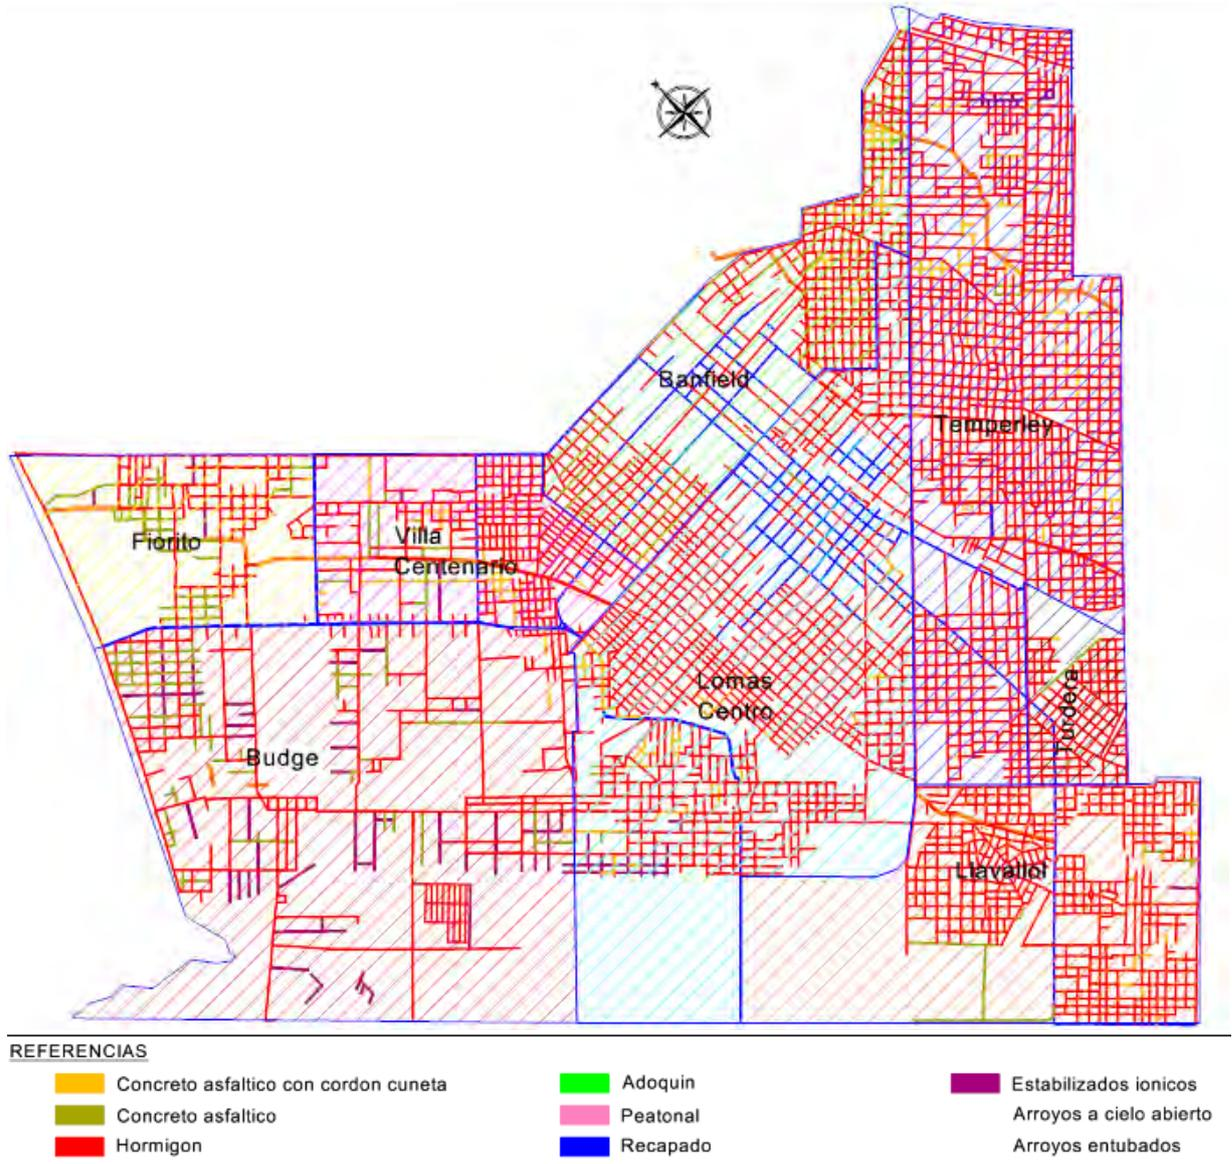 Banfield
Temperley
Fiorito
Villa
Centenario
Lomas
Centro
Turdera
Budge
Llavallol
REFERENCIAS
Concreto asfaltico con cordon cuneta
Concreto asfaltico
Hormigon
Adoquin
Peatonal
Recapado
Estabilizados ionicos
Arroyos a cielo abierto
Arroyos entubados